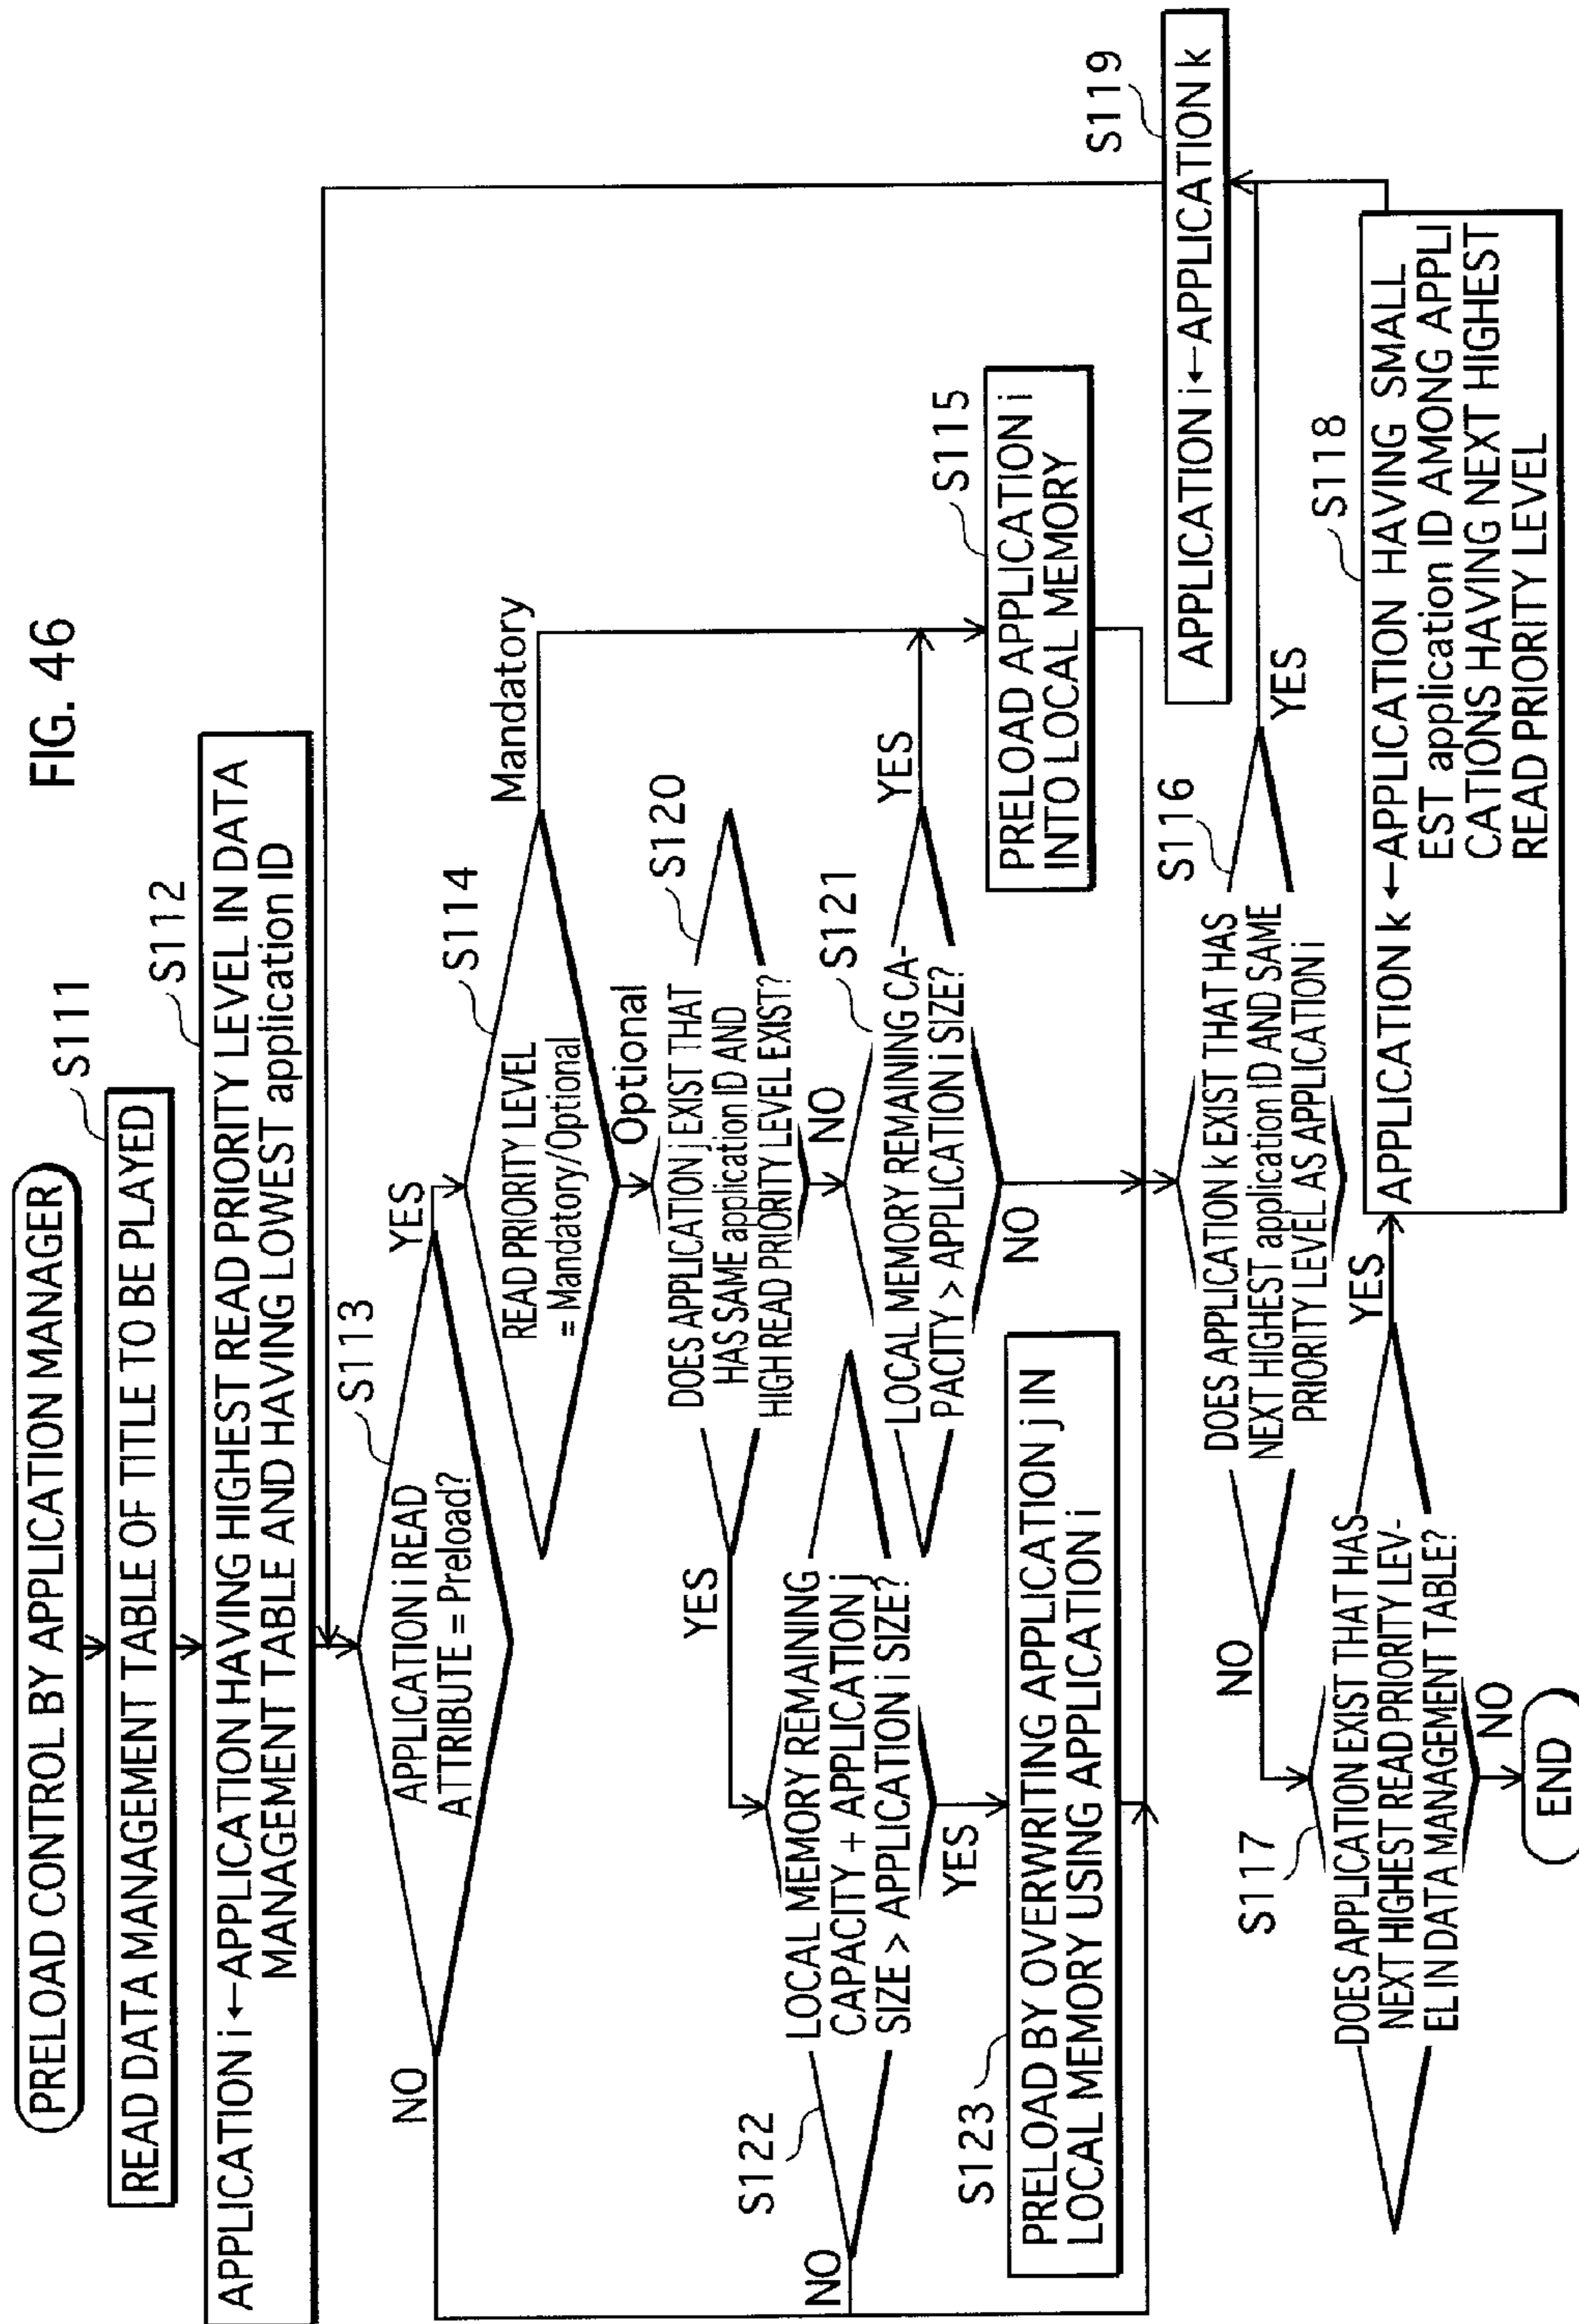 FIG. 46
PRELOAD CONTROL BY APPLICATION MANAGER
S111
READ DATA MANAGEMENT TABLE OF TITLE TO BE PLAYED
S112
APPLICATION i ←APPLICATION HAVING HIGHEST READ PRIORITY LEVEL IN DATA
MANAGEMENT TABLE AND HAVING LOWEST application ID
S113
APPLICATION i READ
ATTRIBUTE = Preload?
NO
YES
S114
READ PRIORITY LEVEL
= Mandatory/Optional
Mandatory
Optional
S120
DOES APPLICATION j EXIST THAT
HAS SAME application ID AND
HIGH READ PRIORITY LEVEL EXIST?
YES
NO
S122
LOCAL MEMORY REMAINING
CAPACITY + APPLICATION j
SIZE > APPLICATION i SIZE?
NO
YES
S121
LOCAL MEMORY REMAINING CA-
PACITY > APPLICATION i SIZE?
YES
NO
S123
PRELOAD BY OVERWRITING APPLICATION j IN
LOCAL MEMORY USING APPLICATION i
S115
PRELOAD APPLICATION i
INTO LOCAL MEMORY
S116
DOES APPLICATION k EXIST THAT HAS
NEXT HIGHEST application ID AND SAME
PRIORITY LEVEL AS APPLICATION i
NO
YES
S119
APPLICATION i ←APPLICATION k
S117
DOES APPLICATION EXIST THAT HAS
NEXT HIGHEST READ PRIORITY LEV-
EL IN DATA MANAGEMENT TABLE?
YES
NO
S118
APPLICATION k ←APPLICATION HAVING SMALL
EST application ID AMONG APPLI
CATIONS HAVING NEXT HIGHEST
READ PRIORITY LEVEL
END